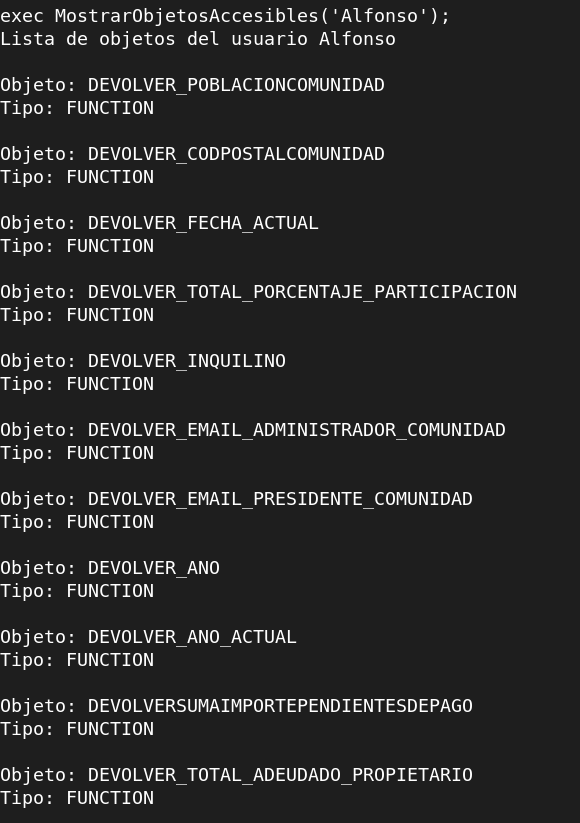 exec MostrarObjetosAccesibles('Alfonso');
Lista de objetos del usuario Alfonso
Objeto: DEVOLVER_POBLACIONCOMUNIDAD
Tipo: FUNCTION
Objeto: DEVOLVER_CODPOSTALCOMUNIDAD
Tipo: FUNCTION
Objeto: DEVOLVER_FECHA_ACTUAL
Tipo: FUNCTION
Objeto: DEVOLVER_TOTAL_PORCENTAJE_PARTICIPACION
Tipo: FUNCTION
Objeto: DEVOLVER_INQUILINO
Tipo: FUNCTION
Objeto: DEVOLVER_EMAIL_ADMINISTRADOR_COMUNIDAD
Tipo: FUNCTION
Objeto: DEVOLVER_EMAIL_PRESIDENTE_COMUNIDAD
Tipo: FUNCTION
Objeto: DEVOLVER_ANO
Tipo: FUNCTION
Objeto: DEVOLVER_ANO_ACTUAL
Tipo: FUNCTION
Objeto: DEVOLVERSUMAIMPORTEPENDIENTESDEPAGO
Tipo: FUNCTION
Objeto: DEVOLVER_TOTAL_ADEUDADO_PROPIETARIO
Tipo: FUNCTION